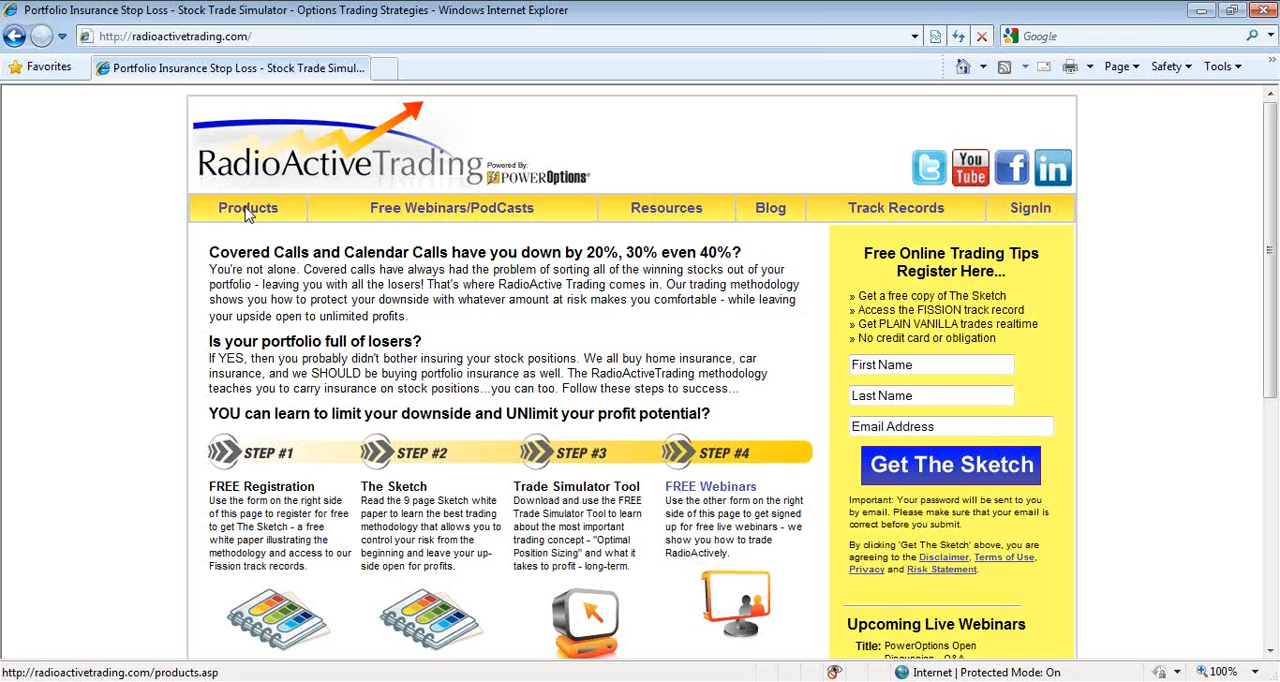 Portfolio Insurance Stop Loss - Stock Trade Simulator - Options Trading Strategies - Windows Internet Explorer
http://radioactivetrading.com/
Google
Favorites
Portfolio Insurance Stop Loss - Stock Trade Simul...
Page
Safety
Tools
RadioActiveTrading
Powered By:
POWEROptions
You Tube
in
Products
Free Webinars/PodCasts
Resources
Blog
Track Records
SignIn
Covered Calls and Calendar Calls have you down by 20%, 30% even 40%?
You're not alone. Covered calls have always had the problem of sorting all of the winning stocks out of your
portfolio - leaving you with all the losers! That's where RadioActive Trading comes in. Our trading methodology
shows you how to protect your downside with whatever amount at risk makes you comfortable - while leaving
your upside open to unlimited profits.
Is your portfolio full of losers?
If YES, then you probably didn't bother insuring your stock positions. We all buy home insurance, car
insurance, and we SHOULD be buying portfolio insurance as well. The RadioActiveTrading methodology
teaches you to carry insurance on stock positions...you can too. Follow these steps to success...
YOU can learn to limit your downside and UNlimit your profit potential?
STEP #1
STEP #2
STEP #3
STEP #4
FREE Registration
Use the form on the right side
of this page to register for free
to get The Sketch - a free
white paper illustrating the
methodology and access to our
Fission track records.
The Sketch
Read the 9 page Sketch white
paper to learn the best trading
methodology that allows you to
control your risk from the
beginning and leave your up-
side open for profits.
Trade Simulator Tool
Download and use the FREE
Trade Simulator Tool to learn
about the most important
trading concept - "Optimal
Position Sizing" and what it
takes to profit - long-term.
FREE Webinars
Use the other form on the right
side of this page to get signed
up for free live webinars - we
show you how to trade
RadioActively.
Free Online Trading Tips
Register Here...
» Get a free copy of The Sketch
» Access the FISSION track record
» Get PLAIN VANILLA trades realtime
» No credit card or obligation
First Name
Last Name
Email Address
Get The Sketch
Important: Your password will be sent to you
by email. Please make sure that your email is
correct before you submit.
By clicking 'Get The Sketch' above, you are
agreeing to the Disclaimer, Terms of Use,
Privacy and Risk Statement.
Upcoming Live Webinars
Title: PowerOptions Open
Discussion - Q&A
http://radioactivetrading.com/products.asp
Internet | Protected Mode: On
100%